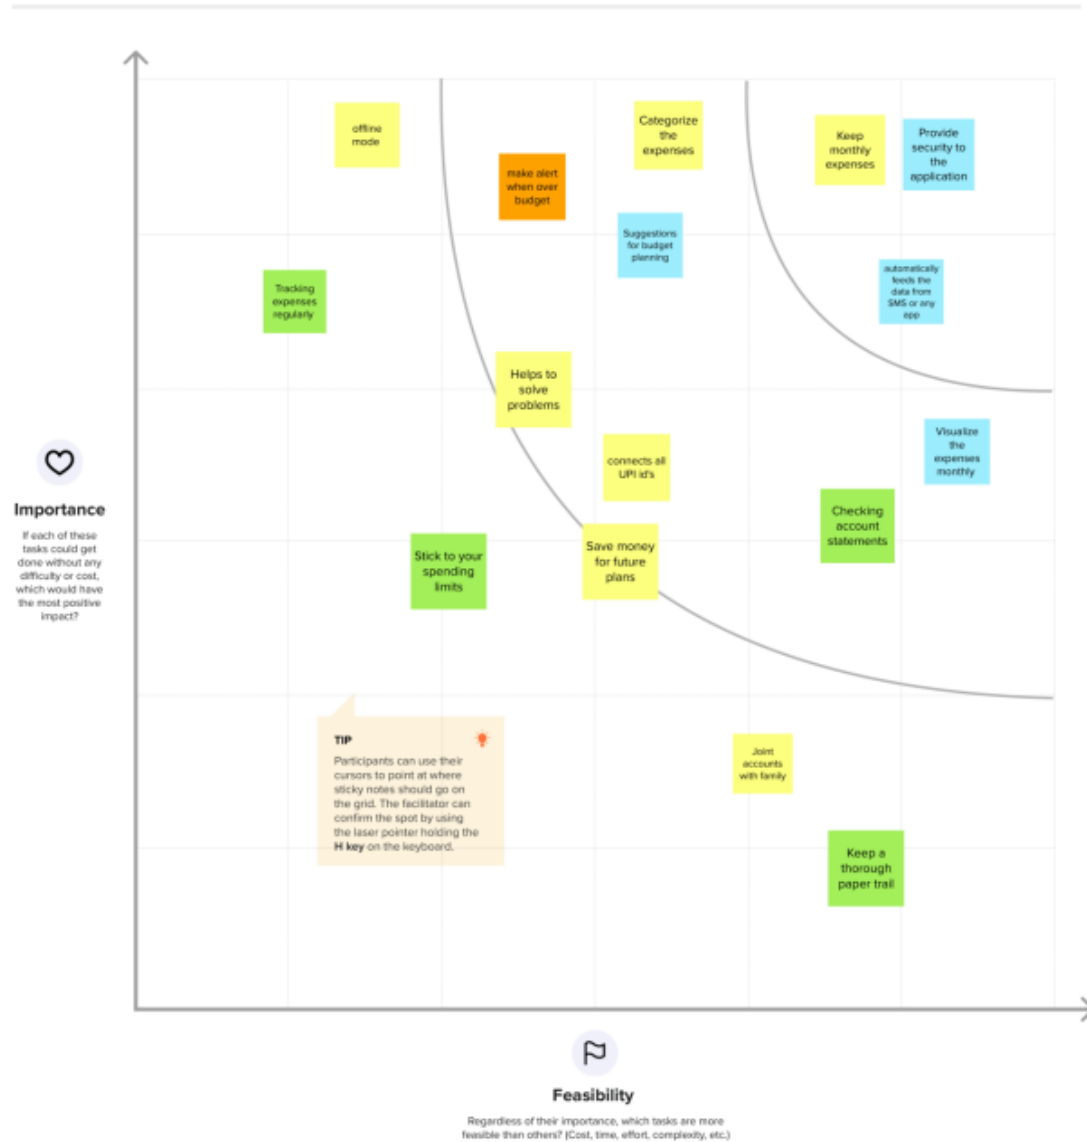 offline
mode
Categorize
the
expenses
Keep
monthly
expenses
Provide
security to
the
application
make alert
when over
budget
Suggestions
for budget
planning
automatically
feeds the
data from
SMS or any
app
Tracking
expenses
regularly
Helps to
solve
problems
connects all
UPI id's
Visualize
the
expenses
monthly
Checking
account
statements
Importance
If each of these
tasks could get
done without any
difficulty or cost,
which would have
the most positive
impact?
Stick to your
spending
limits
Save money
for future
plans
TIP
Participants can use their
cursors to point at where
sticky notes should go on
the grid. The facilitator can
confirm the spot by using
the laser pointer holding the
H key on the keyboard.
Joint
accounts
with family
Keep a
thorough
paper trail
Feasibility
Regardless of their importance, which tasks are more
feasible than others? (Cost, time, effort, complexity, etc.)